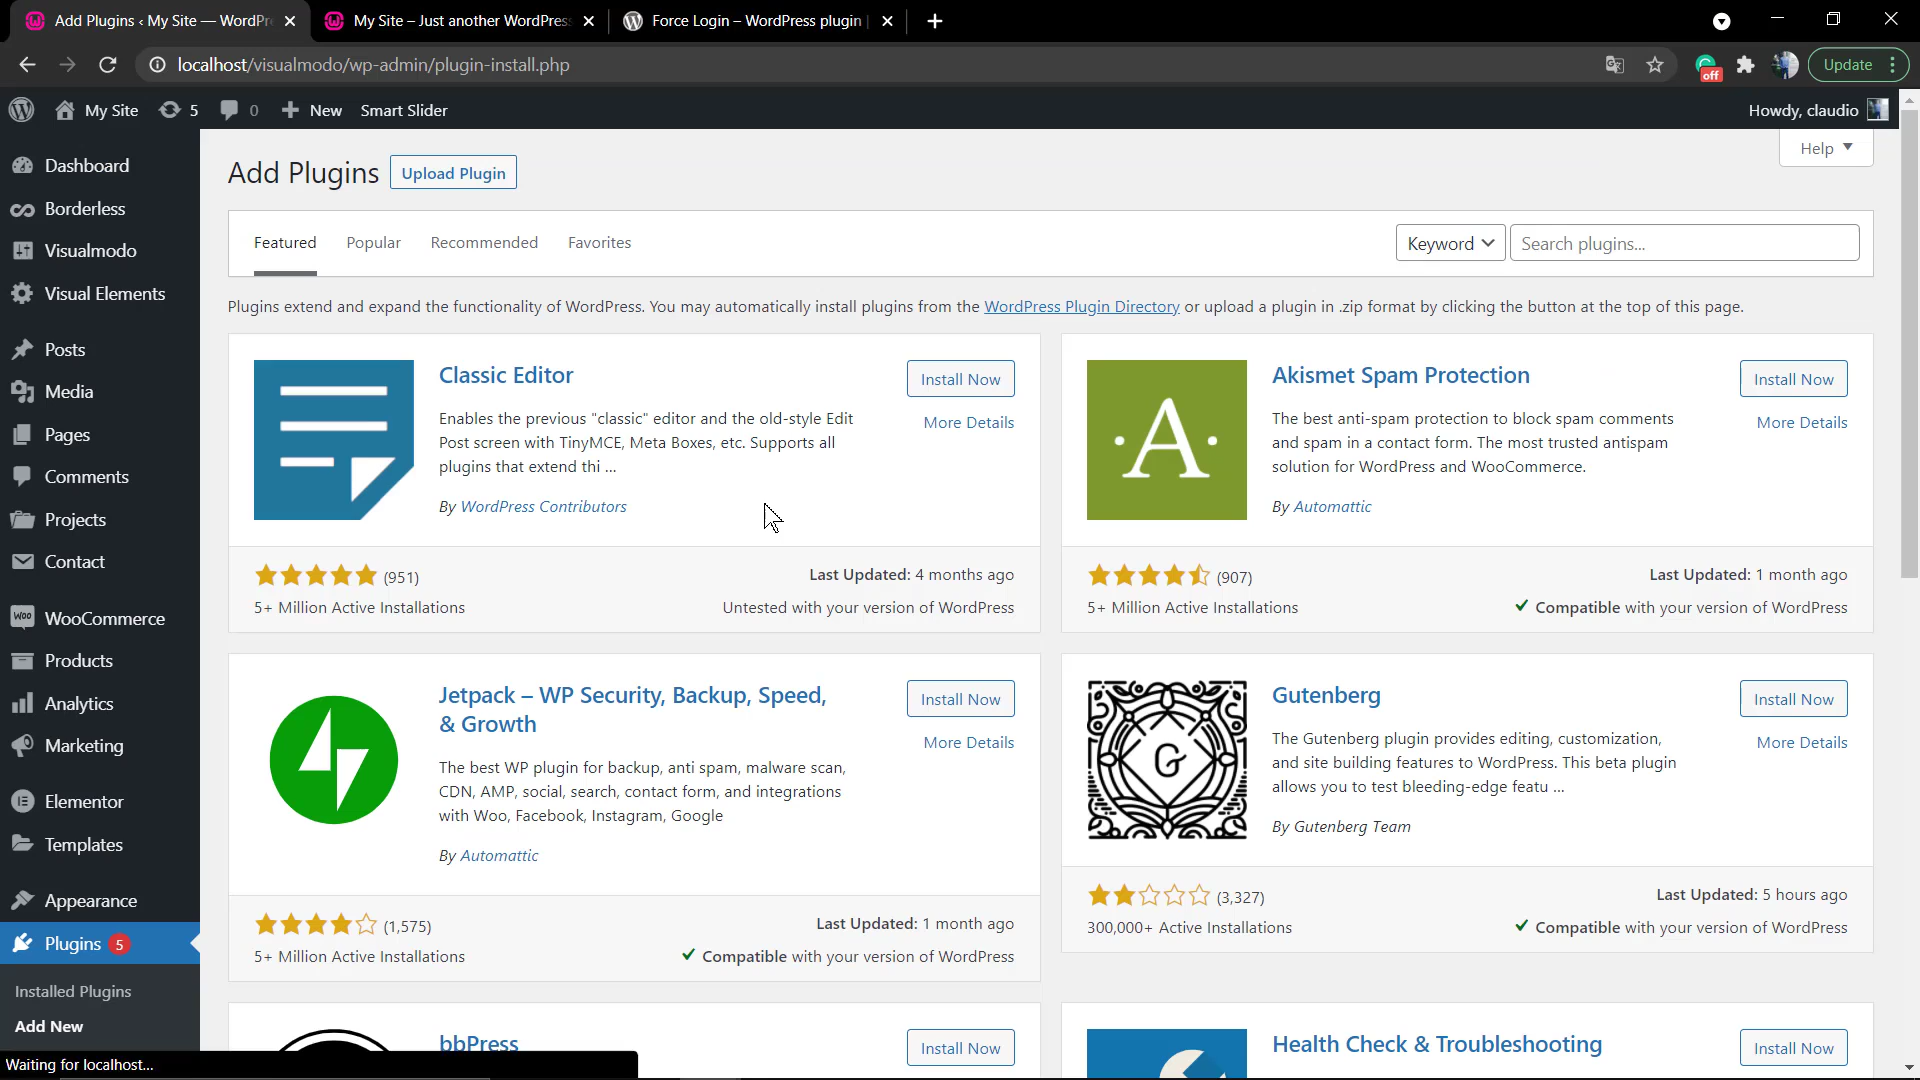 Add Plugins ‹ My Site — WordPr
My Site – Just another WordPress
Force Login – WordPress plugin |
localhost/visualmodo/wp-admin/plugin-install.php
off
Update
My Site
5
0
New
Smart Slider
Howdy, claudio
Dashboard
Borderless
Visualmodo
Visual Elements
Posts
Media
Pages
Comments
Projects
Contact
Woo
WooCommerce
Products
Analytics
Marketing
Elementor
Templates
Appearance
Plugins 5
Installed Plugins
Add New
Waiting for localhost...
Help
Add Plugins
Upload Plugin
Featured
Popular
Recommended
Favorites
Keyword
Search plugins...
Plugins extend and expand the functionality of WordPress. You may automatically install plugins from the WordPress Plugin Directory or upload a plugin in .zip format by clicking the button at the top of this page.
Classic Editor
Install Now
More Details
Enables the previous "classic" editor and the old-style Edit
Post screen with TinyMCE, Meta Boxes, etc. Supports all
plugins that extend thi ...
By WordPress Contributors
(951)
Last Updated: 4 months ago
5+ Million Active Installations
Untested with your version of WordPress
·A·
Akismet Spam Protection
Install Now
More Details
The best anti-spam protection to block spam comments
and spam in a contact form. The most trusted antispam
solution for WordPress and WooCommerce.
By Automattic
(907)
Last Updated: 1 month ago
5+ Million Active Installations
Compatible with your version of WordPress
Jetpack – WP Security, Backup, Speed,
& Growth
Install Now
More Details
The best WP plugin for backup, anti spam, malware scan,
CDN, AMP, social, search, contact form, and integrations
with Woo, Facebook, Instagram, Google
By Automattic
(1,575)
Last Updated: 1 month ago
5+ Million Active Installations
Compatible with your version of WordPress
G
Gutenberg
Install Now
More Details
The Gutenberg plugin provides editing, customization,
and site building features to WordPress. This beta plugin
allows you to test bleeding-edge featu ...
By Gutenberg Team
(3,327)
Last Updated: 5 hours ago
300,000+ Active Installations
Compatible with your version of WordPress
bbPress
Install Now
Health Check & Troubleshooting
Install Now